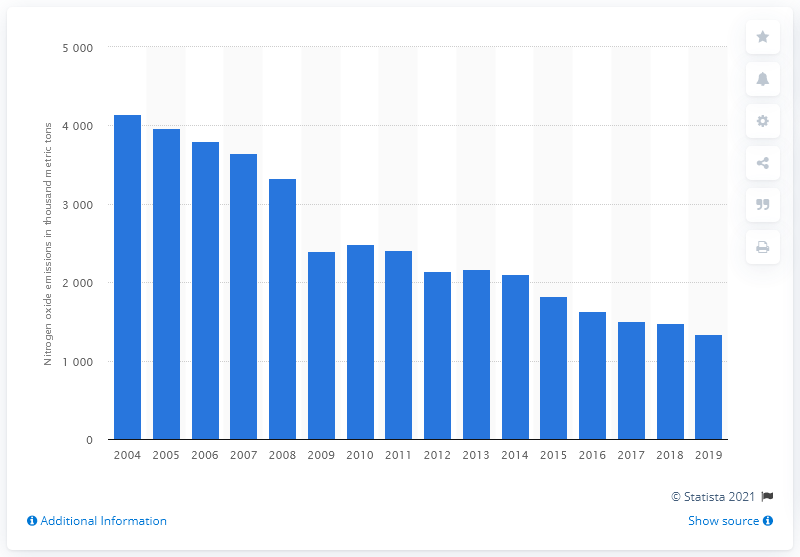 5 000
4 000
3 000
2 000
1 000
0
Nitrogen oxide emissions in thousand metric tons
2004 2005 2006 2007 2008 2009 2010 2011 2012 2013 2014 2015 2016 2017 2018 2019
© Statista 2021
Additional Information
Show source